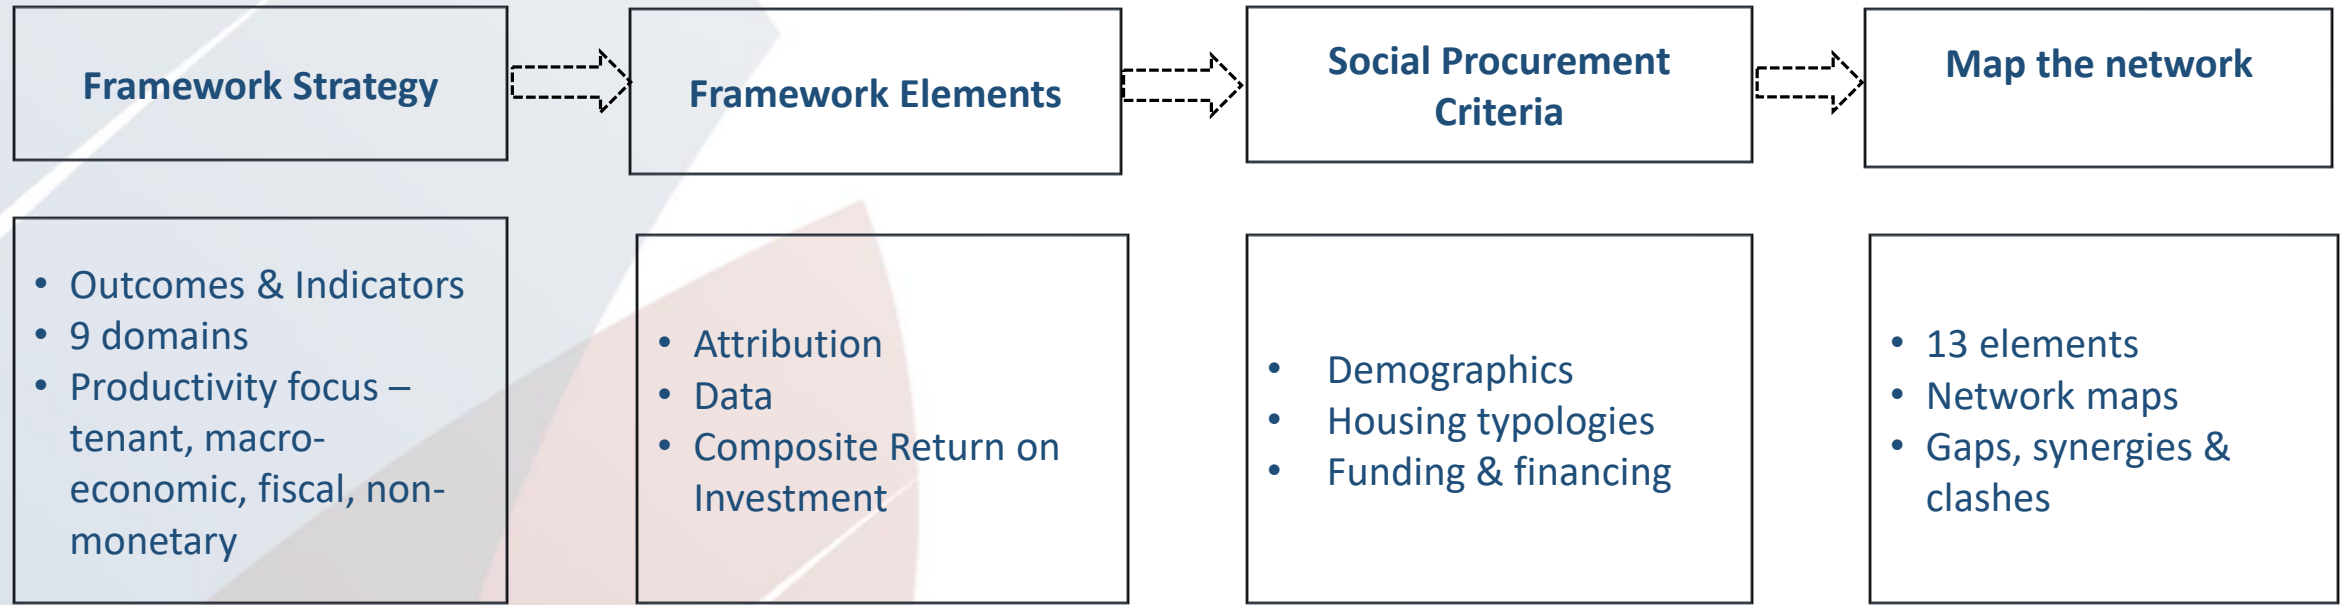 Framework Strategy
Framework Elements
Social Procurement
Criteria
Map the network
• Outcomes & Indicators
• 9 domains
• Productivity focus –
tenant, macro-
economic, fiscal, non-
monetary
• Attribution
• Data
• Composite Return on
Investment
• Demographics
• Housing typologies
• Funding & financing
• 13 elements
• Network maps
• Gaps, synergies &
clashes